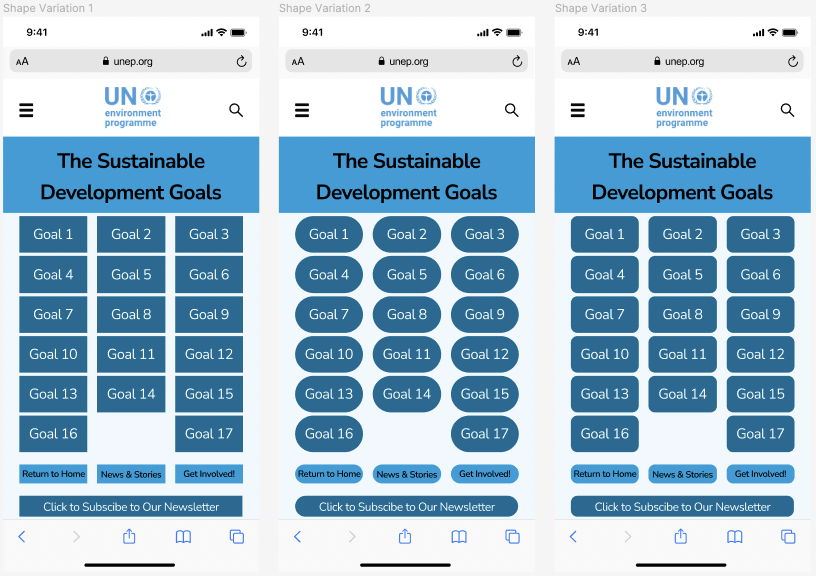 Shape Variation 1
9:41
AA unep.org
UN
environment
programme
The Sustainable
Development Goals
Goal 1 Goal 2 Goal 3
Goal 4 Goal 5 Goal 6
Goal 7 Goal 8 Goal 9
Goal 10 Goal 11 Goal 12
Goal 13 Goal 14 Goal 15
Goal 16 Goal 17
Return to Home News & Stories Get Involved!
Click to Subscibe to Our Newsletter
Shape Variation 2
9:41
AA unep.org
UN
environment
programme
The Sustainable
Development Goals
Goal 1 Goal 2 Goal 3
Goal 4 Goal 5 Goal 6
Goal 7 Goal 8 Goal 9
Goal 10 Goal 11 Goal 12
Goal 13 Goal 14 Goal 15
Goal 16 Goal 17
Return to Home News & Stories Get Involved!
Click to Subscibe to Our Newsletter
Shape Variation 3
9:41
AA unep.org
UN
environment
programme
The Sustainable
Development Goals
Goal 1 Goal 2 Goal 3
Goal 4 Goal 5 Goal 6
Goal 7 Goal 8 Goal 9
Goal 10 Goal 11 Goal 12
Goal 13 Goal 14 Goal 15
Goal 16 Goal 17
Return to Home News & Stories Get Involved!
Click to Subscibe to Our Newsletter